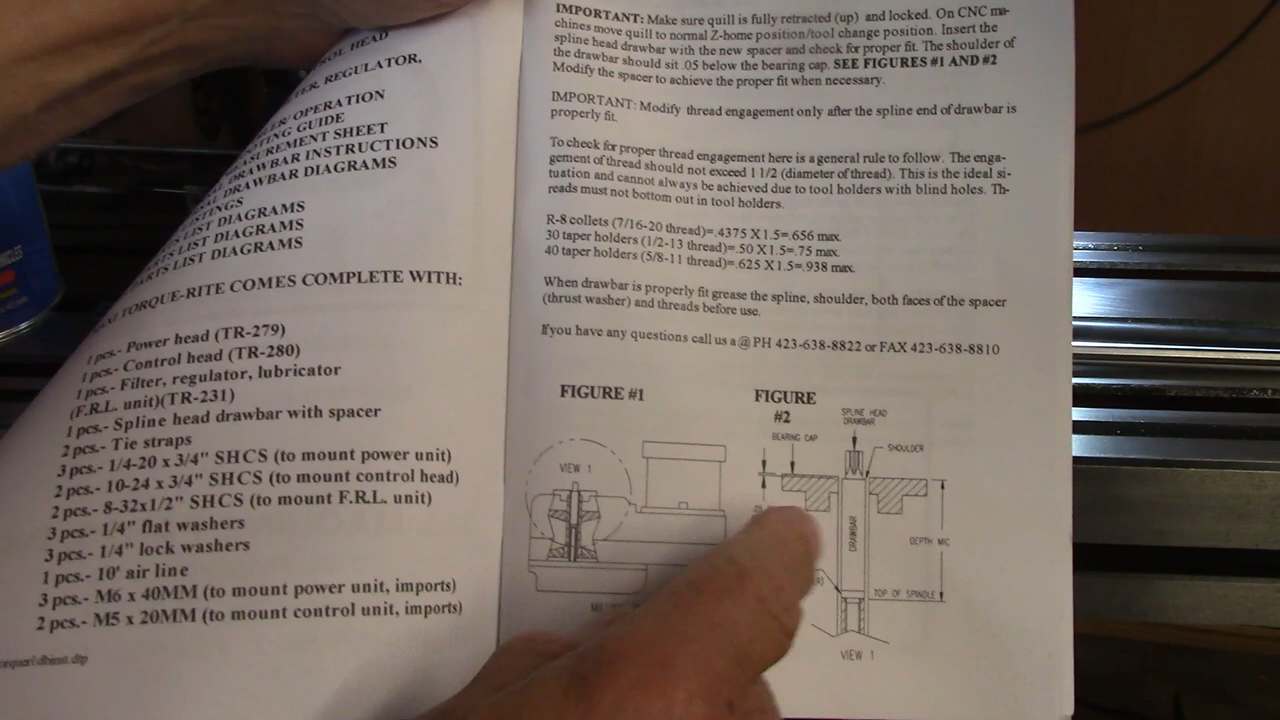 OL HEAD
TER, REGULATOR,
ER/ OPERATION
TING GUIDE
SUREMENT SHEET
AL DRAWBAR INSTRUCTIONS
NAL DRAWBAR DIAGRAMS
STINGS
S LIST DIAGRAMS
RTS LIST DIAGRAMS
PARTS LIST DIAGRAMS
TORQUE-RITE COMES COMPLETE WITH:
1 pcs.- Power head (TR-279)
1 pcs.- Control head (TR-280)
1 pcs.- Filter, regulator, lubricator
(F.R.L. unit)(TR-231)
1 pcs.- Spline head drawbar with spacer
2 pcs.- Tie straps
3 pcs.- 1/4-20 x 3/4" SHCS (to mount power unit)
2 pcs.- 10-24 x 3/4" SHCS (to mount control head)
2 pcs.- 8-32x1/2" SHCS (to mount F.R.L. unit)
3 pcs.- 1/4" flat washers
3 pcs.- 1/4" lock washers
1 pcs.- 10' air line
3 pcs.- M6 x 40MM (to mount power unit, imports)
2 pcs.- M5 x 20MM (to mount control unit, imports)
IMPORTANT: Make sure quill is fully retracted (up) and locked. On CNC ma-
chines move quill to normal Z-home position/tool change position. Insert the
spline head drawbar with the new spacer and check for proper fit. The shoulder of
the drawbar should sit .05 below the bearing cap. SEE FIGURES #1 AND #2
Modify the spacer to achieve the proper fit when necessary.
IMPORTANT: Modify thread engagement only after the spline end of drawbar is
properly fit.
To check for proper thread engagement here is a general rule to follow. The enga-
gement of thread should not exceed 1 1/2 (diameter of thread). This is the ideal si-
tuation and cannot always be achieved due to tool holders with blind holes. Th-
reads must not bottom out in tool holders.
R-8 collets (7/16-20 thread)=.4375 X 1.5=.656 max.
30 taper holders (1/2-13 thread)=.50 X 1.5=.75 max.
40 taper holders (5/8-11 thread)=.625 X 1.5=.938 max.
When drawbar is properly fit grease the spline, shoulder, both faces of the spacer
(thrust washer) and threads before use.
If you have any questions call us a@ PH 423-638-8822 or FAX 423-638-8810
FIGURE #1
VIEW 1
FIGURE
#2
SPLINE HEAD
DRAWBAR
BEARING CAP
SHOULDER
DRAWBAR
DEPTH MIC
TOP OF SPINDLE
VIEW 1